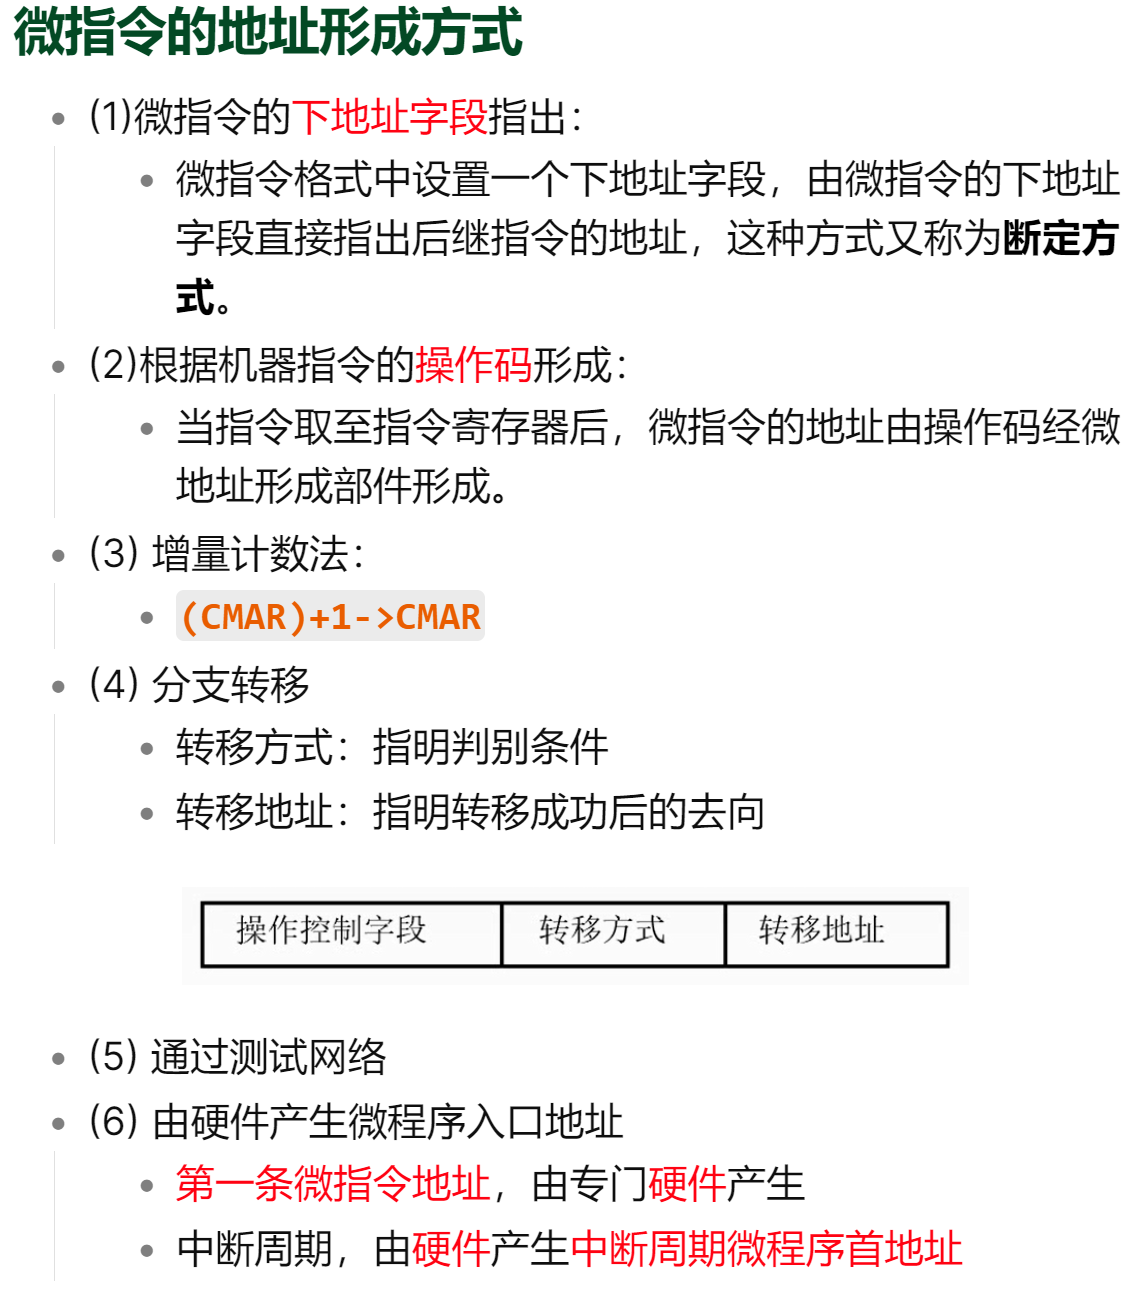 微指令的地址形成方式
(1)微指令的下地址字段指出：
微指令格式中设置一个下地址字段，由微指令的下地址
字段直接指出后继指令的地址，这种方式又称为断定方
式。
(2)根据机器指令的操作码形成：
当指令取至指令寄存器后，微指令的地址由操作码经微
地址形成部件形成。
(3) 增量计数法：
(CMAR)+1->CMAR
(4) 分支转移
转移方式：指明判别条件
转移地址：指明转移成功后的去向
操作控制字段 转移方式 转移地址
(5) 通过测试网络
(6) 由硬件产生微程序入口地址
第一条微指令地址，由专门硬件产生
中断周期，由硬件产生中断周期微程序首地址